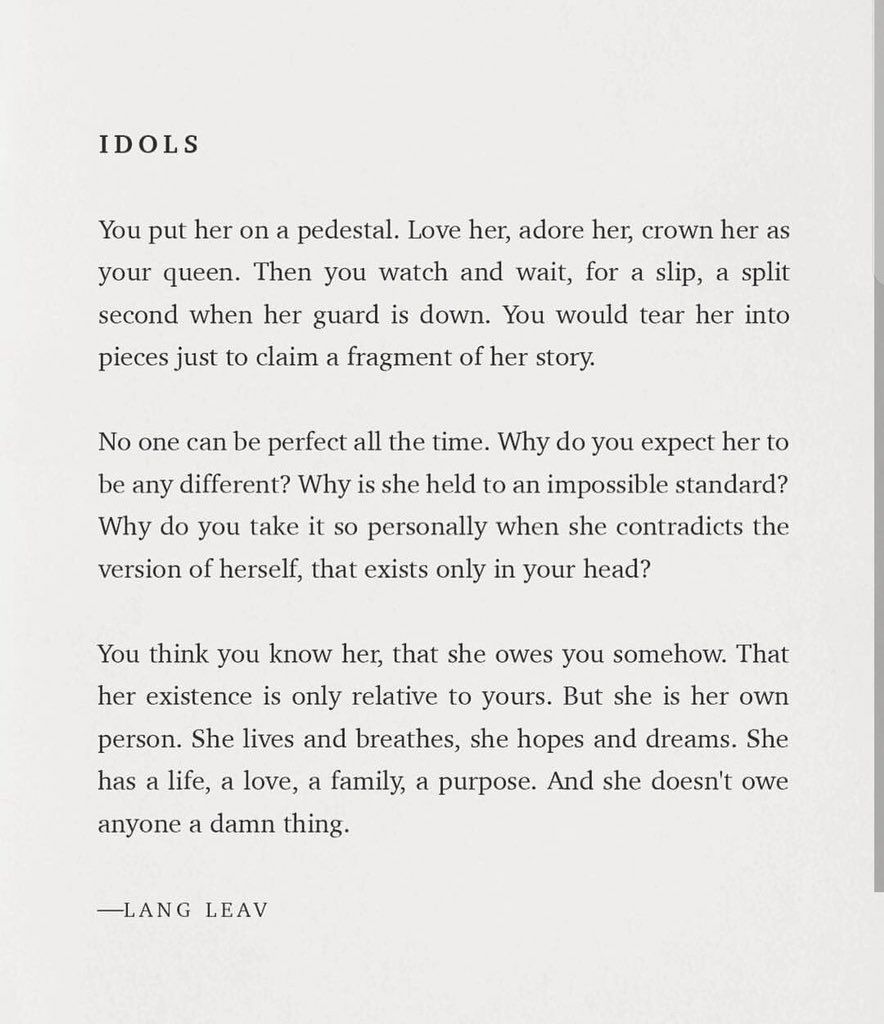 IDOLS
You put her on a pedestal. Love her, adore her, crown her as
your queen. Then you watch and wait, for a slip, a split
second when her guard is down. You would tear her into
pieces just to claim a fragment of her story.
No one can be perfect all the time. Why do you expect her to
be any different? Why is she held to an impossible standard?
Why do you take it so personally when she contradicts the
version of herself, that exists only in your head?
You think you know her, that she owes you somehow. That
her existence is only relative to yours. But she is her own
person. She lives and breathes, she hopes and dreams. She
has a life, a love, a family, a purpose. And she doesn't owe
anyone a damn thing.
—LANG LEAV